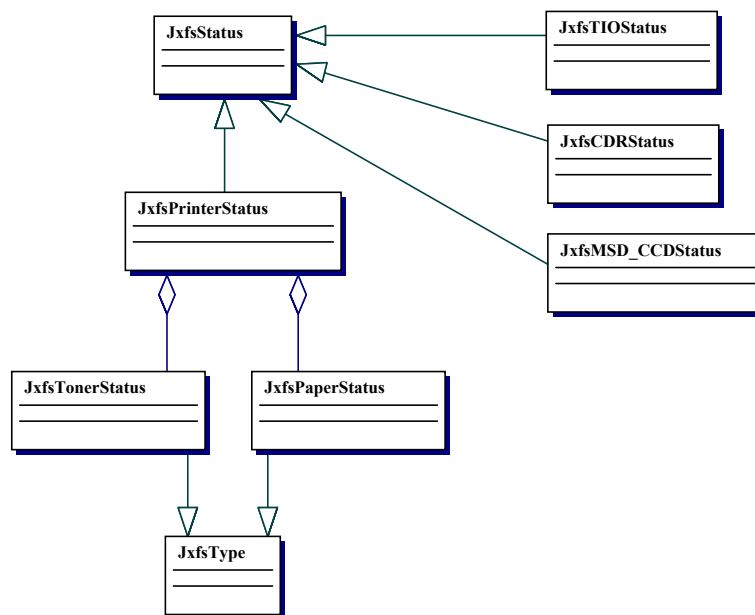 JxfsStatus
JxfsTIOStatus
JxfsCDRStatus
JxfsPrinterStatus
JxfsMSD_CCDStatus
JxfsTonerStatus
JxfsPaperStatus
JxfsType